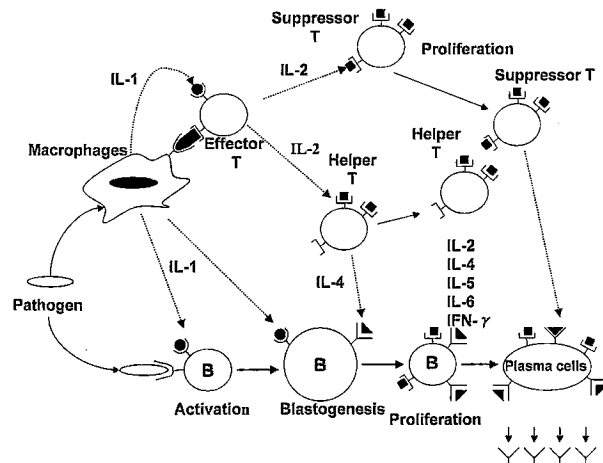 Suppressor
T
Proliferation
IL-1
IL-2
Suppressor T
Macrophages
Effector
T
IL-2
Helper
T
Helper
T
IL-1
IL-4
IL-2
IL-4
IL-5
IL-6
IFN-γ
Pathogen
B
B
B
Plasma cells
Activation
Blastogenesis
Proliferation